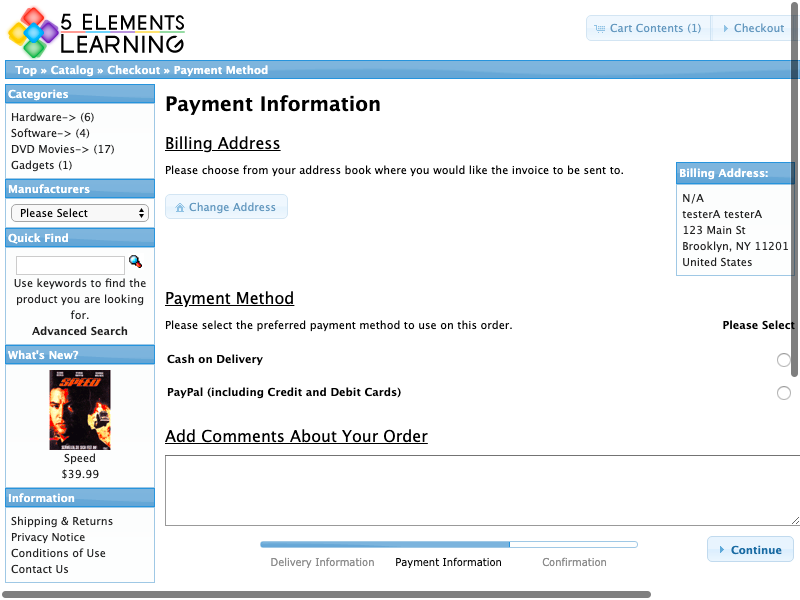 5 ELEMENTS
LEARNING
Cart Contents (1)
Checkout
Top » Catalog » Checkout » Payment Method
Categories
Hardware-> (6)
Software-> (4)
DVD Movies-> (17)
Gadgets (1)
Manufacturers
Please Select
Quick Find
Use keywords to find the
product you are looking
for.
Advanced Search
What's New?
SPEED
Speed
$39.99
Information
Shipping & Returns
Privacy Notice
Conditions of Use
Contact Us
Payment Information
Billing Address
Please choose from your address book where you would like the invoice to be sent to.
Change Address
Billing Address:
N/A
testerA testerA
123 Main St
Brooklyn, NY 11201
United States
Payment Method
Please select the preferred payment method to use on this order.
Please Select
Cash on Delivery
PayPal (including Credit and Debit Cards)
Add Comments About Your Order
Delivery Information
Payment Information
Confirmation
Continue